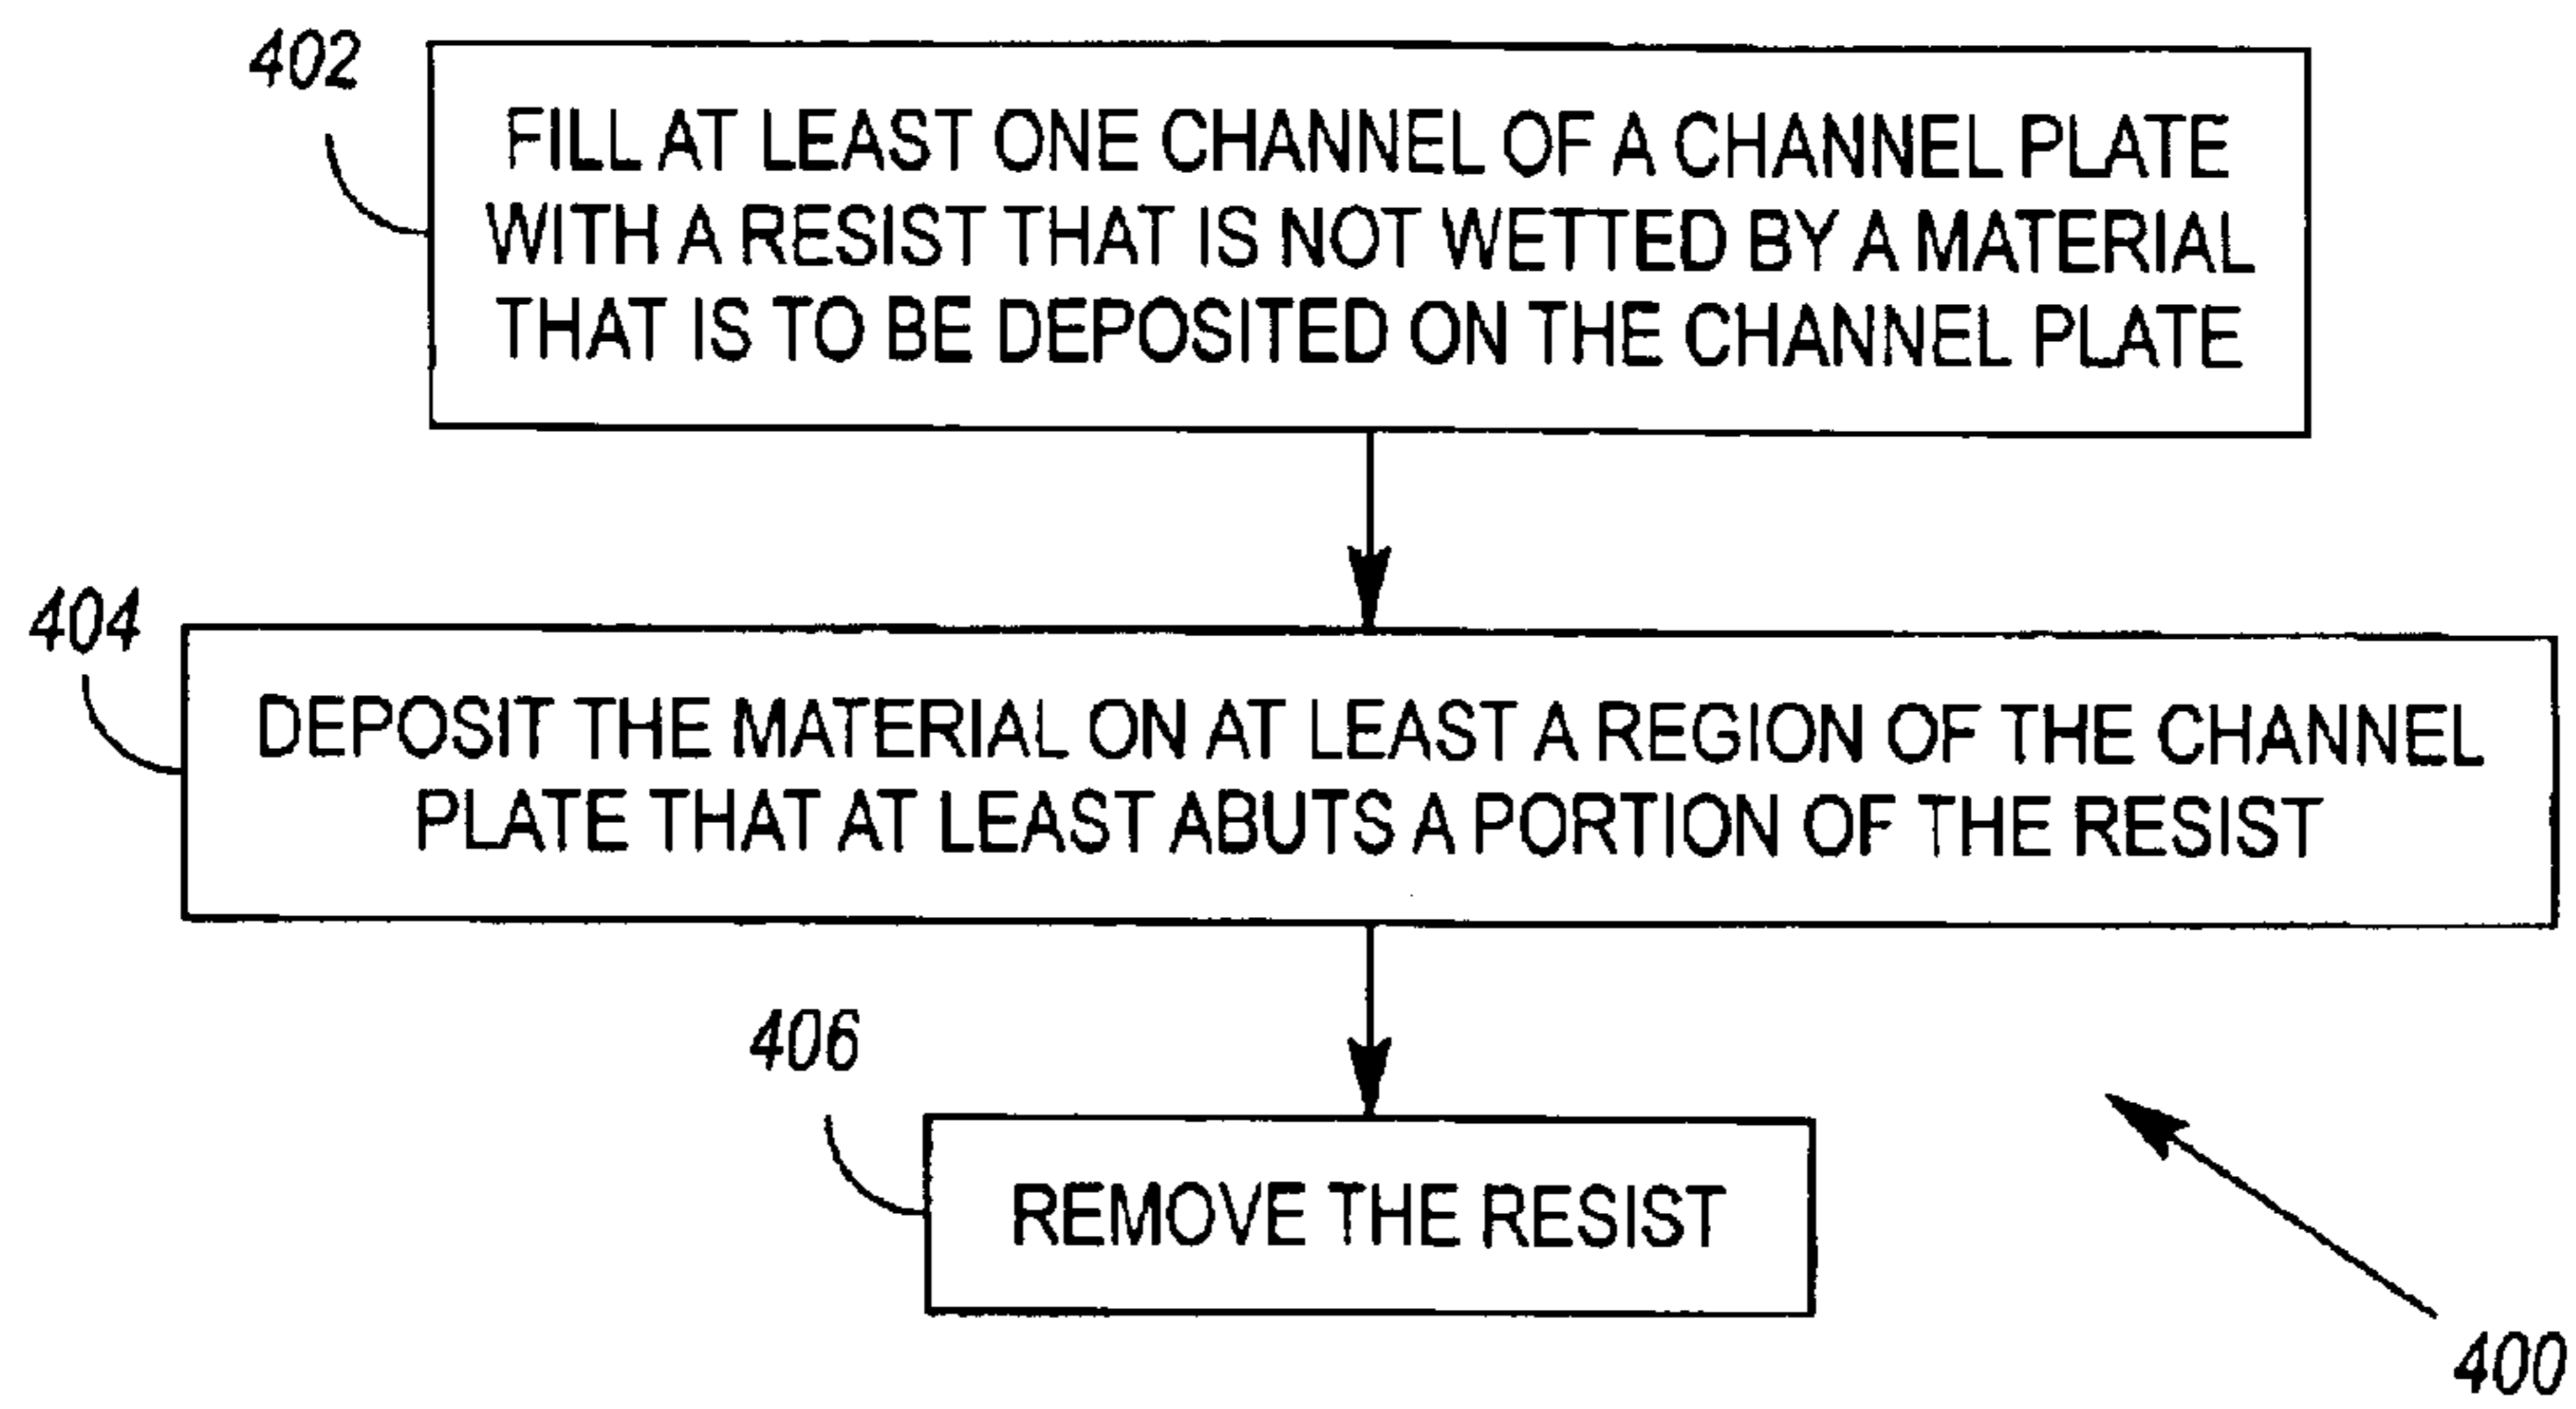 402
FILL AT LEAST ONE CHANNEL OF A CHANNEL PLATE
WITH A RESIST THAT IS NOT WETTED BY A MATERIAL
THAT IS TO BE DEPOSITED ON THE CHANNEL PLATE
404
DEPOSIT THE MATERIAL ON AT LEAST A REGION OF THE CHANNEL
PLATE THAT AT LEAST ABUTS A PORTION OF THE RESIST
406
REMOVE THE RESIST
400